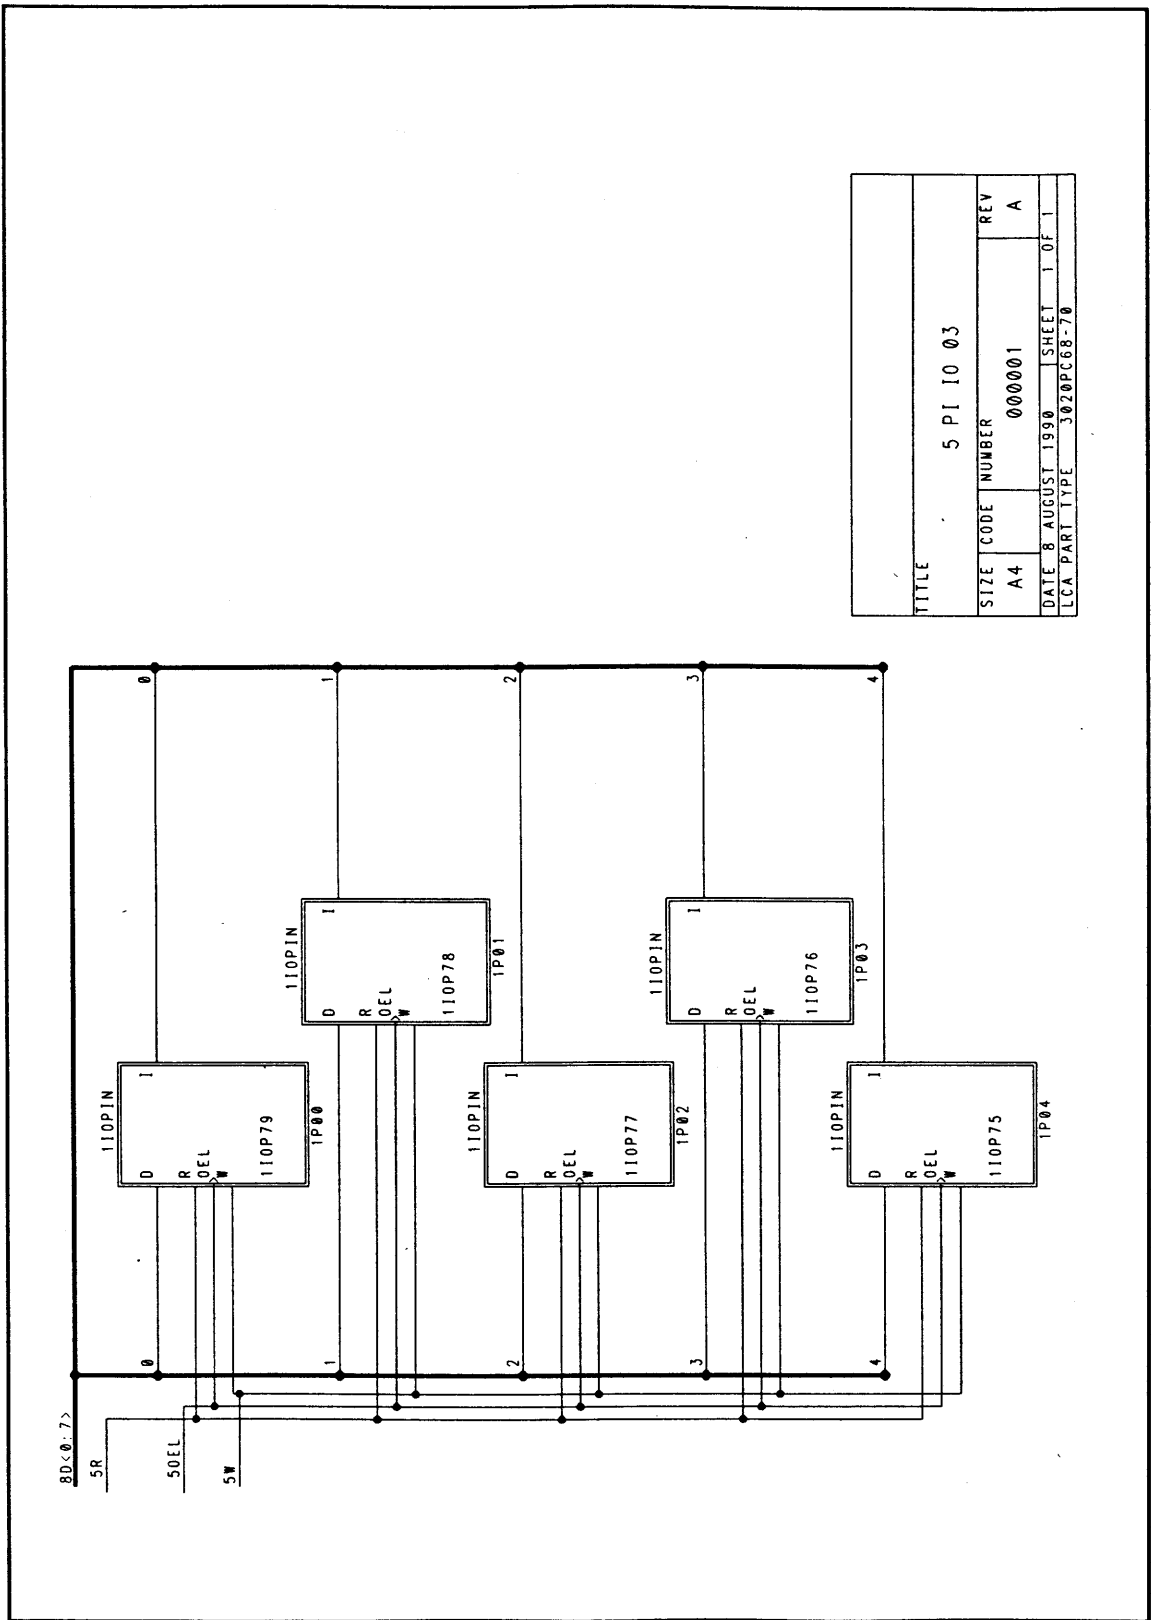 8D<0:7>
5R
5OEL
5W
0
0
1IOPIN
D
I
R
OEL
W
1IOP79
1P00
1
1
1IOPIN
D
I
R
OEL
W
1IOP78
1P01
2
2
1IOPIN
D
I
R
OEL
W
1IOP77
1P02
3
3
1IOPIN
D
I
R
OEL
W
1IOP76
1P03
4
4
1IOPIN
D
I
R
OEL
W
1IOP75
1P04
TITLE
5 PI IO 03
SIZE CODE NUMBER REV
A4 000001 A
DATE 8 AUGUST 1990 SHEET 1 OF 1
LCA PART TYPE 3020PC68-70